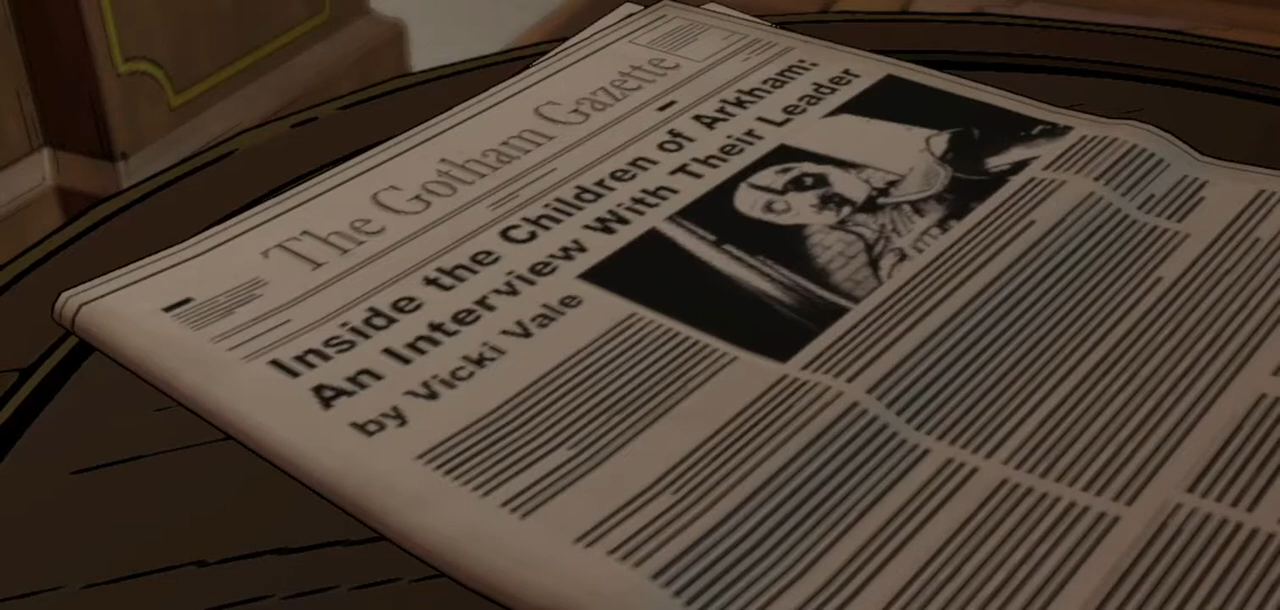 The Gotham Gazette
Inside the Children of Arkham:
An Interview With Their Leader
by Vicki Vale